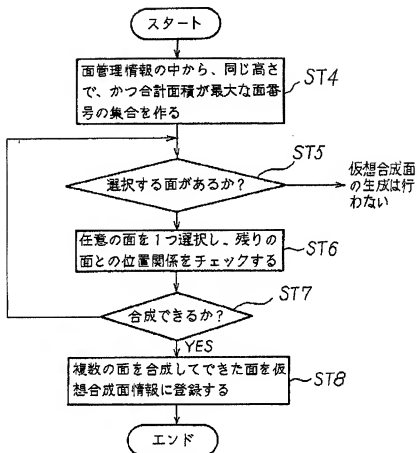 スタート
面管理情報の中から、同じ高さ
で、かつ合計面積が最大な面番
号の集合を作る
ST4
ST5
選択する面があるか?
仮想合成面
の生成は行
わない
任意の面を1つ選択し、残りの
面との位置関係をチェックする
ST6
ST7
合成できるか?
YES
複数の面を合成してできた面を仮
想合成面情報に登録する
ST8
エンド